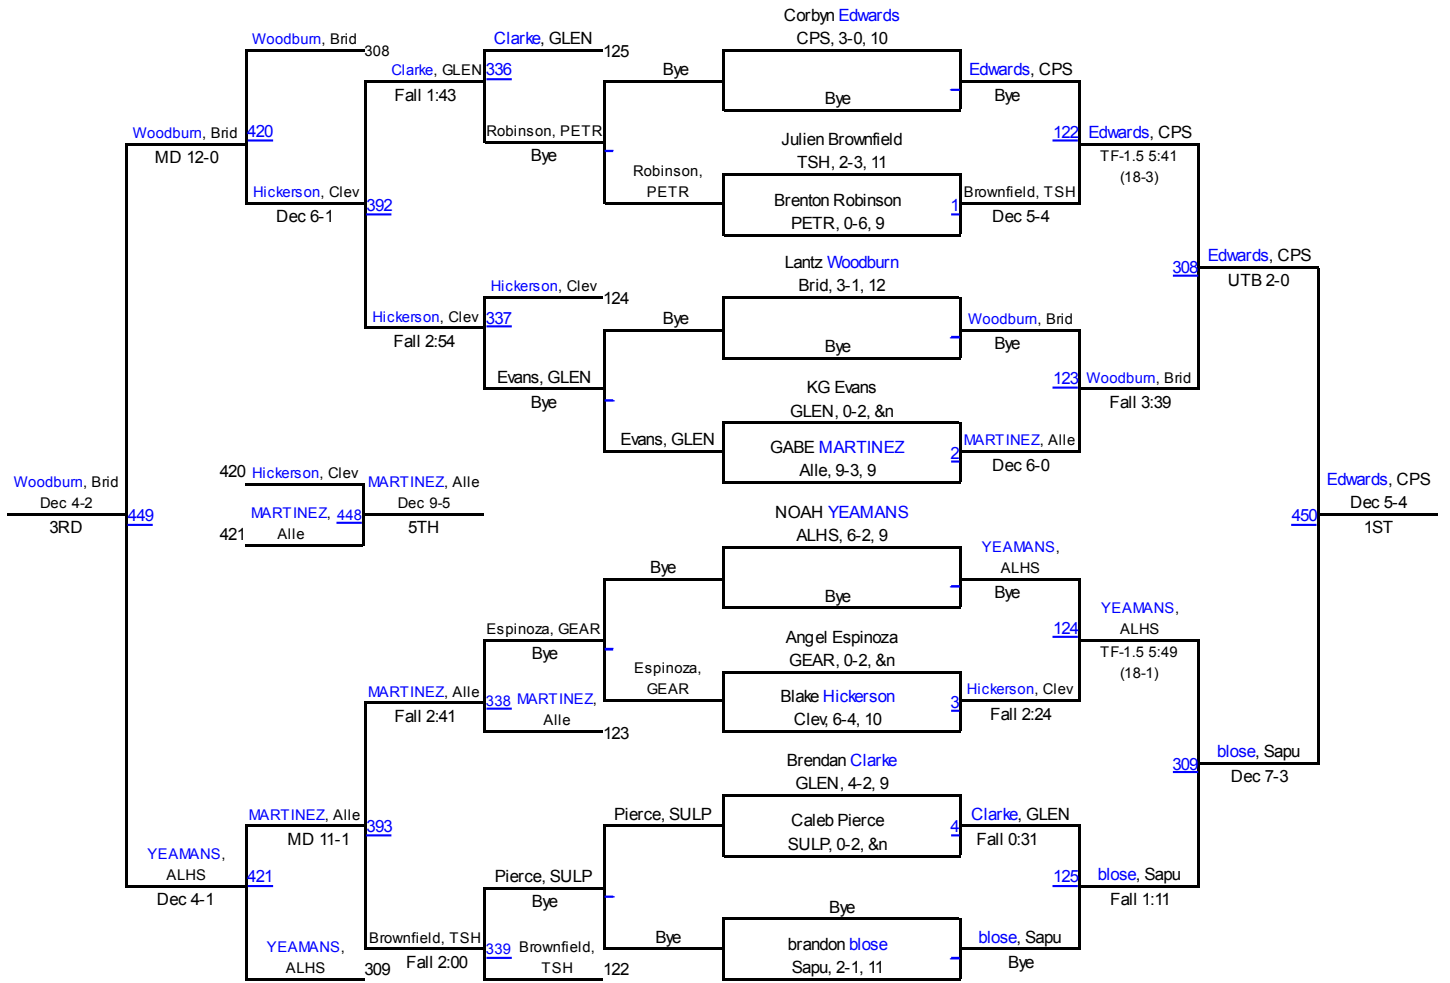 Corbyn Edwards
CPS, 3-0, 10
Bye
Julien Brownfield
TSH, 2-3, 11
Brenton Robinson
PETR, 0-6, 9
1
Lantz Woodburn
Brid, 3-1, 12
Bye
KG Evans
GLEN, 0-2, &n
GABE MARTINEZ
Alle, 9-3, 9
2
NOAH YEAMANS
ALHS, 6-2, 9
Bye
Angel Espinoza
GEAR, 0-2, &n
Blake Hickerson
Clev, 6-4, 10
3
Brendan Clarke
GLEN, 4-2, 9
Caleb Pierce
SULP, 0-2, &n
4
Bye
brandon blose
Sapu, 2-1, 11
Edwards, CPS
Bye
122
Brownfield, TSH
Dec 5-4
Woodburn, Brid
Bye
123
MARTINEZ, Alle
Dec 6-0
YEAMANS,
ALHS
Bye
124
Hickerson, Clev
Fall 2:24
Clarke, GLEN
Fall 0:31
125
blose, Sapu
Bye
Edwards, CPS
TF-1.5 5:41
(18-3)
308
Woodburn, Brid
Fall 3:39
YEAMANS,
ALHS
TF-1.5 5:49
(18-1)
309
blose, Sapu
Fall 1:11
Edwards, CPS
UTB 2-0
450
blose, Sapu
Dec 7-3
Edwards, CPS
Dec 5-4
1ST
Bye
Robinson,
PETR
Bye
Evans, GLEN
Bye
Espinoza,
GEAR
Pierce, SULP
Bye
Clarke, GLEN
125
336
Robinson, PETR
Bye
Hickerson, Clev
124
337
Evans, GLEN
Bye
Espinoza, GEAR
Bye
338
MARTINEZ,
Alle
123
Pierce, SULP
Bye
339
Brownfield,
TSH
122
Clarke, GLEN
Fall 1:43
392
Hickerson, Clev
Fall 2:54
MARTINEZ, Alle
Fall 2:41
393
Brownfield, TSH
Fall 2:00
Woodburn, Brid
308
420
Hickerson, Clev
Dec 6-1
MARTINEZ, Alle
MD 11-1
421
YEAMANS,
ALHS
309
Woodburn, Brid
MD 12-0
449
YEAMANS,
ALHS
Dec 4-1
Woodburn, Brid
Dec 4-2
3RD
420
Hickerson, Clev
448
421
MARTINEZ,
Alle
MARTINEZ, Alle
Dec 9-5
5TH